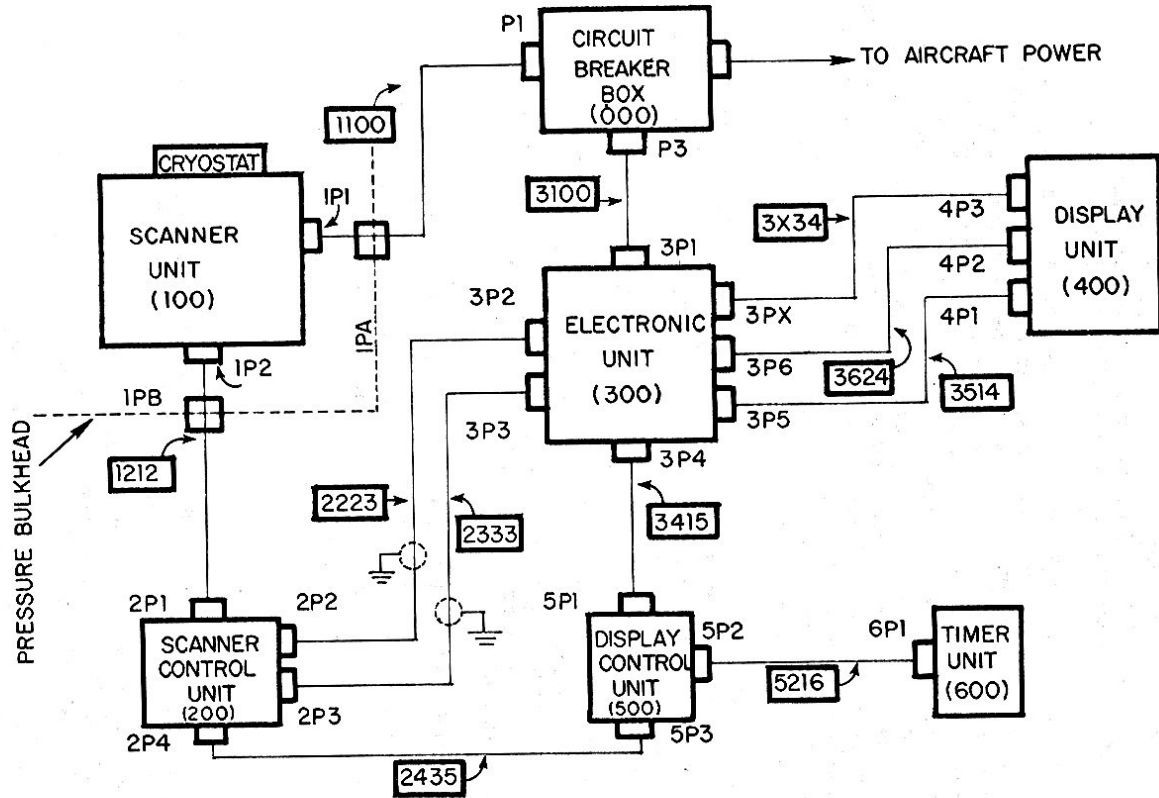 P1
CIRCUIT
BREAKER
BOX
(000)
TO AIRCRAFT POWER
1100
P3
CRYOSTAT
1P1
SCANNER
UNIT
(100)
3100
3X34
4P3
4P2
4P1
DISPLAY
UNIT
(400)
3P1
3P2
ELECTRONIC
UNIT
(300)
3PX
3P6
3P5
3624
3514
1PA
1P2
1PB
3P3
3P4
1212
PRESSURE BULKHEAD
2223
2333
3415
2P1
2P2
SCANNER
CONTROL
UNIT
(200)
2P3
2P4
5P1
DISPLAY
CONTROL
UNIT
(500)
5P2
5P3
6P1
TIMER
UNIT
(600)
5216
2435